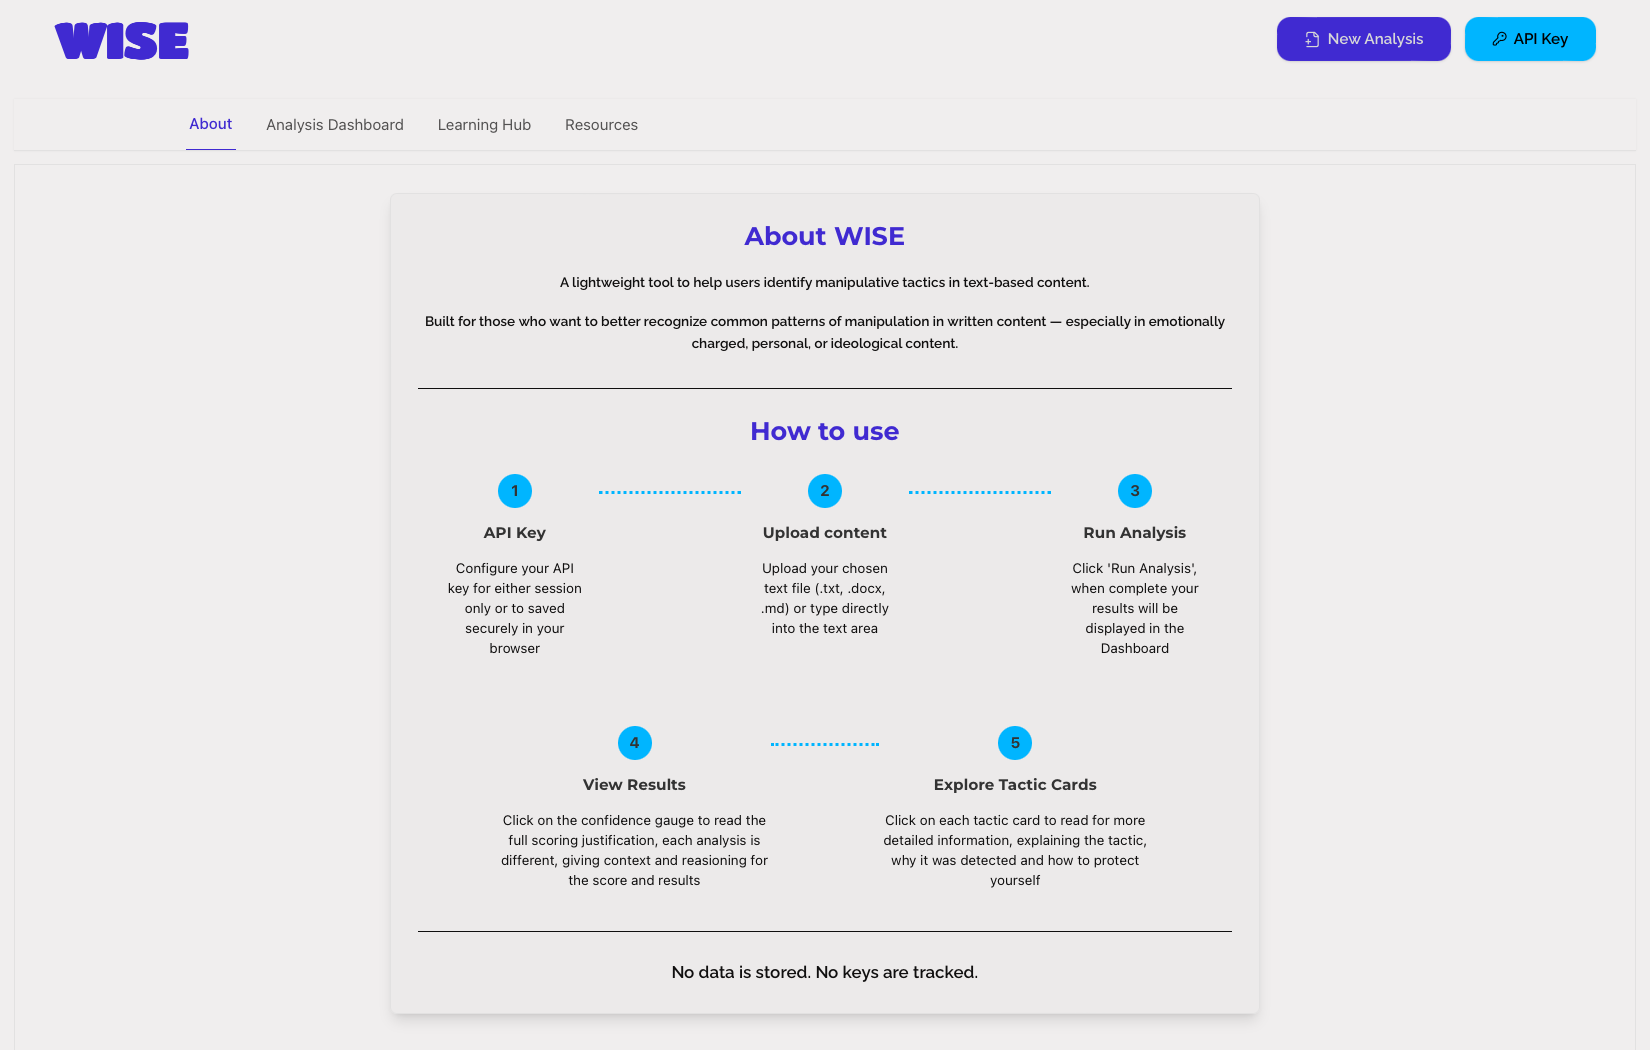 WISE
New Analysis
API Key
About
Analysis Dashboard
Learning Hub
Resources
About WISE
A lightweight tool to help users identify manipulative tactics in text-based content.
Built for those who want to better recognize common patterns of manipulation in written content — especially in emotionally
charged, personal, or ideological content.
How to use
1
API Key
Configure your API
key for either session
only or to saved
securely in your
browser
2
Upload content
Upload your chosen
text file (.txt, .docx,
.md) or type directly
into the text area
3
Run Analysis
Click 'Run Analysis',
when complete your
results will be
displayed in the
Dashboard
4
View Results
Click on the confidence gauge to read the
full scoring justification, each analysis is
different, giving context and reasioning for
the score and results
5
Explore Tactic Cards
Click on each tactic card to read for more
detailed information, explaining the tactic,
why it was detected and how to protect
yourself
No data is stored. No keys are tracked.